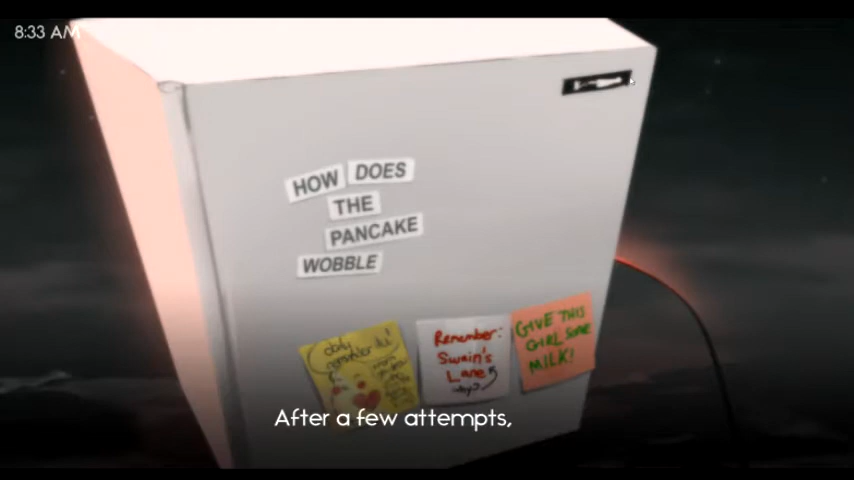 8:33 AM
HOW DOES
THE
PANCAKE
WOBBLE
Remember:
Swain's
Lane
why?
GIVE THIS
GIRL SOME
MILK!
After a few attempts,